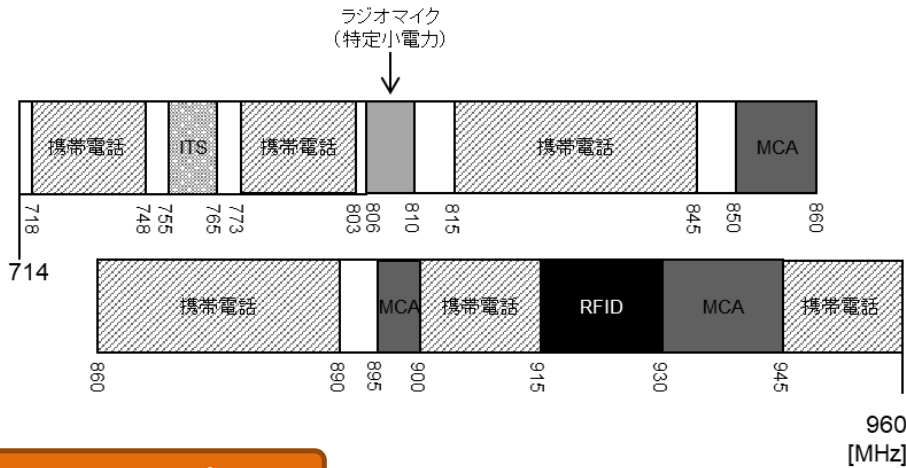 ラジオマイク
(特定小電力)
携帯電話 ITS 携帯電話 携帯電話 MCA
718 748 755 765 773 803 806 810 815 845 850 860
714
携帯電話 MCA 携帯電話 RFID MCA 携帯電話
860 890 895 900 915 930 945
960
[MHz]